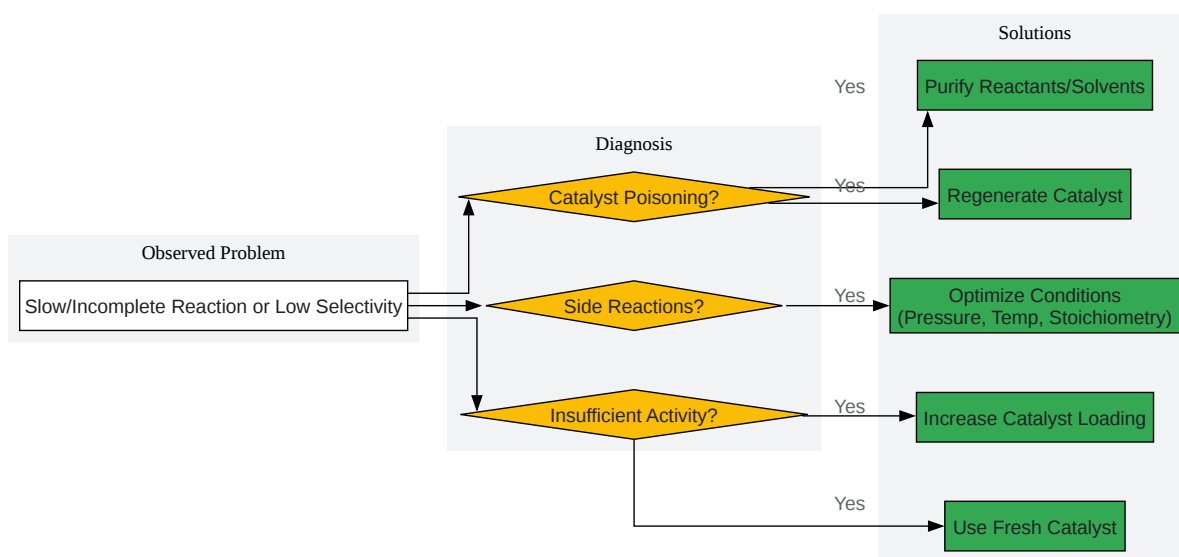 Solutions
Yes
Purify Reactants/Solvents
Diagnosis
Catalyst Poisoning?
Yes
Regenerate Catalyst
Observed Problem
Slow/Incomplete Reaction or Low Selectivity
Side Reactions?
Yes
Optimize Conditions
(Pressure, Temp, Stoichiometry)
Insufficient Activity?
Yes
Increase Catalyst Loading
Yes
Use Fresh Catalyst